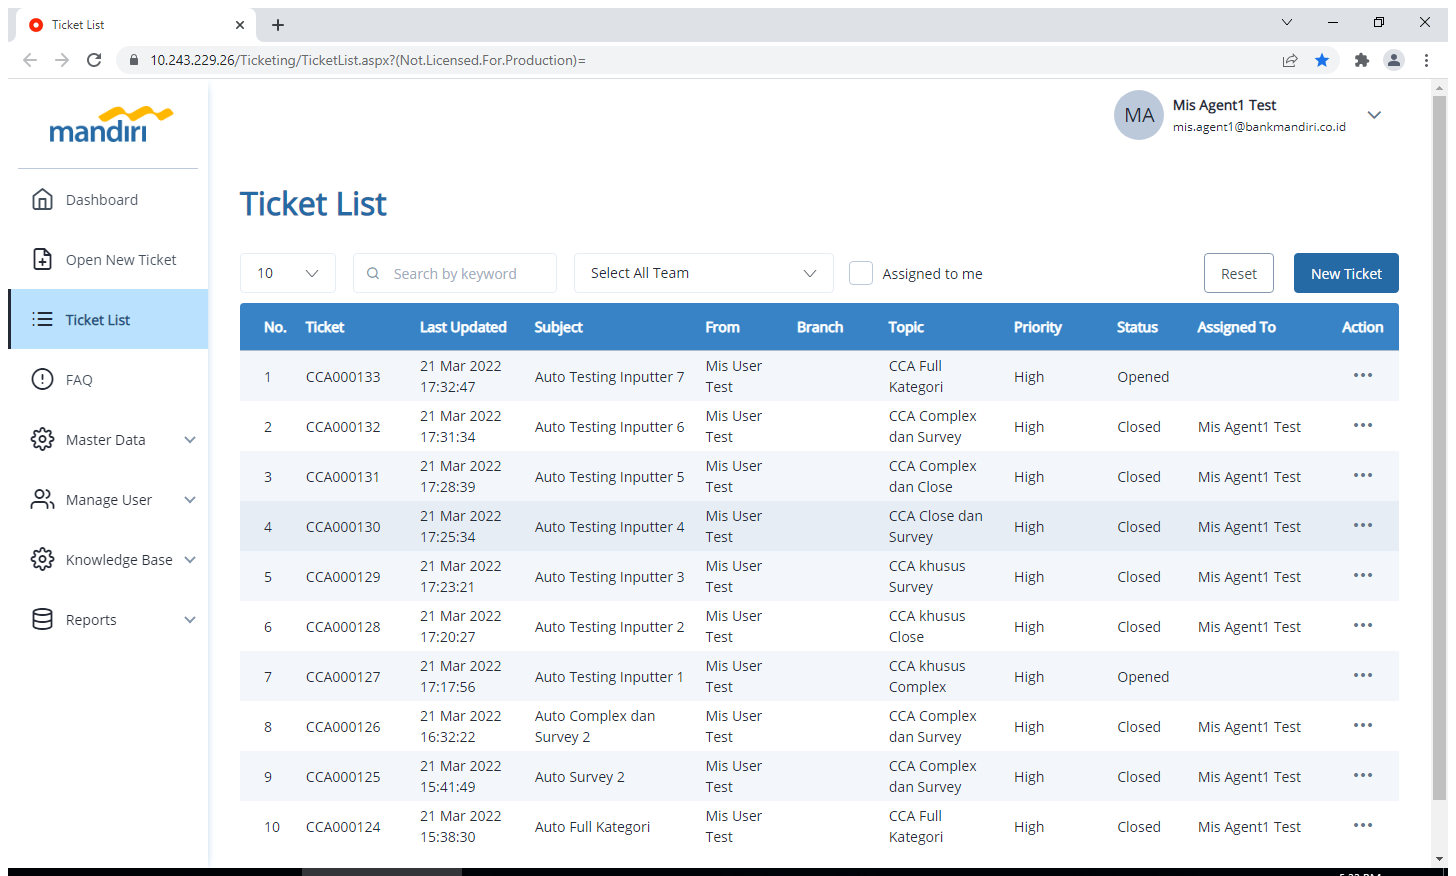 Ticket List
10.243.229.26/Ticketing/TicketList.aspx?(Not.Licensed.For.Production)=
mandiri
MA
Mis Agent1 Test
mis.agent1@bankmandiri.co.id
Dashboard
Open New Ticket
Ticket List
FAQ
Master Data
Manage User
Knowledge Base
Reports
Ticket List
10
Search by keyword
Select All Team
Assigned to me
Reset
New Ticket
No. Ticket Last Updated Subject From Branch Topic Priority Status Assigned To Action
1 CCA000133 21 Mar 2022 17:32:47 Auto Testing Inputter 7 Mis User Test CCA Full Kategori High Opened
2 CCA000132 21 Mar 2022 17:31:34 Auto Testing Inputter 6 Mis User Test CCA Complex dan Survey High Closed Mis Agent1 Test
3 CCA000131 21 Mar 2022 17:28:39 Auto Testing Inputter 5 Mis User Test CCA Complex dan Close High Closed Mis Agent1 Test
4 CCA000130 21 Mar 2022 17:25:34 Auto Testing Inputter 4 Mis User Test CCA Close dan Survey High Closed Mis Agent1 Test
5 CCA000129 21 Mar 2022 17:23:21 Auto Testing Inputter 3 Mis User Test CCA khusus Survey High Closed Mis Agent1 Test
6 CCA000128 21 Mar 2022 17:20:27 Auto Testing Inputter 2 Mis User Test CCA khusus Close High Closed Mis Agent1 Test
7 CCA000127 21 Mar 2022 17:17:56 Auto Testing Inputter 1 Mis User Test CCA khusus Complex High Opened
8 CCA000126 21 Mar 2022 16:32:22 Auto Complex dan Survey 2 Mis User Test CCA Complex dan Survey High Closed Mis Agent1 Test
9 CCA000125 21 Mar 2022 15:41:49 Auto Survey 2 Mis User Test CCA Complex dan Survey High Closed Mis Agent1 Test
10 CCA000124 21 Mar 2022 15:38:30 Auto Full Kategori Mis User Test CCA Full Kategori High Closed Mis Agent1 Test